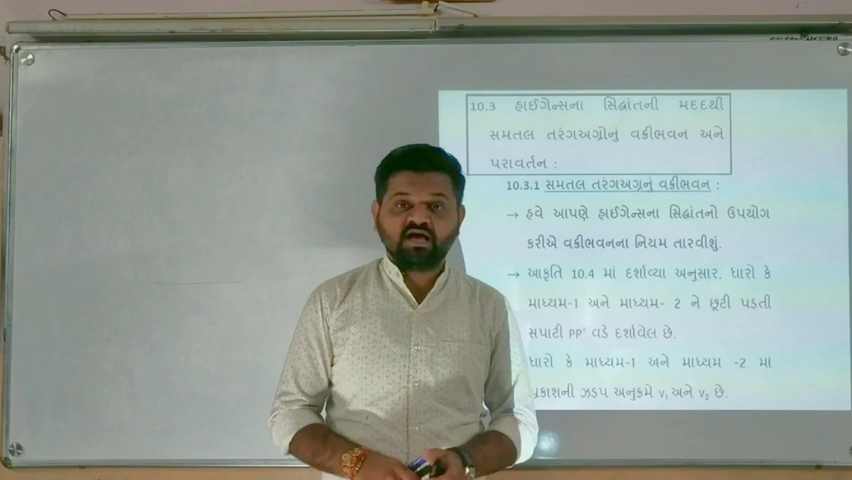 10.3 હાઈગેન્સના સિદ્ધાંતની મદદથી
સમતલ તરંગઅગ્રોનું વક્રીભવન અને
પરાવર્તન :
10.3.1 સમતલ તરંગઅગ્રનું વક્રીભવન :
→ હવે આપણે હાઈગેન્સના સિદ્ધાંતનો ઉપયોગ
કરીએ વક્રીભવનના નિયમ તારવીશું.
→ આકૃતિ 10.4 માં દર્શાવ્યા અનુસાર, ધારો કે
માધ્યમ-1 અને માધ્યમ- 2 ને છૂટી પડતી
સપાટી PP' વડે દર્શાવેલ છે.
ધારો કે માધ્યમ-1 અને માધ્યમ -2 માં
પ્રકાશની ઝડપ અનુક્રમે v₁ અને v₂ છે.